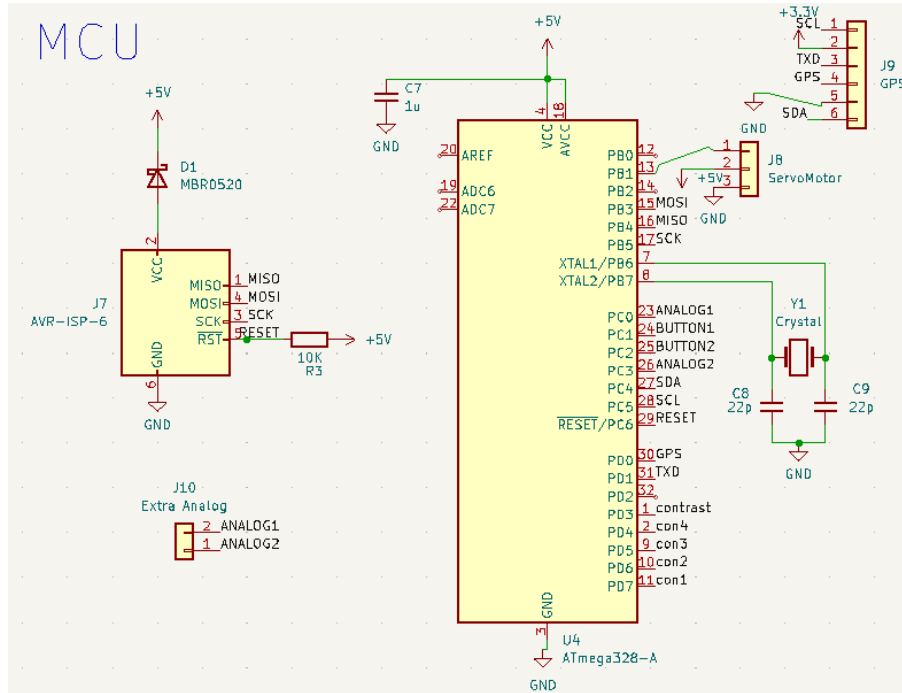 MCU
+5V
D1
MBR0520
2
VCC
J7
AVR-ISP-6
MISO 1 MISO
MOSI 4 MOSI
SCK 3 SCK
RST 5 RESET
GND
6
GND
10K
R3
+5V
J10
Extra Analog
2 ANALOG1
1 ANALOG2
+5V
C7
1u
GND
4 18
VCC AVCC
20 AREF
19 ADC6
22 ADC7
PB0 12
PB1 13
PB2 14
PB3 15 MOSI
PB4 16 MISO
PB5 17 SCK
XTAL1/PB6 7
XTAL2/PB7 8
PC0 23 ANALOG1
PC1 24 BUTTON1
PC2 25 BUTTON2
PC3 26 ANALOG2
PC4 27 SDA
PC5 28 SCL
RESET/PC6 29 RESET
PD0 30 GPS
PD1 31 TXD
PD2 32
PD3 1 contrast
PD4 2 con4
PD5 9 con3
PD6 10 con2
PD7 11 con1
GND
3
U4
ATmega328-A
GND
+3.3V
SCL 1
2
TXD 3
GPS 4
5
SDA 6
GND
J9
GPS
1
2
3
+5V
GND
J8
ServoMotor
Y1
Crystal
C8
22p
C9
22p
GND